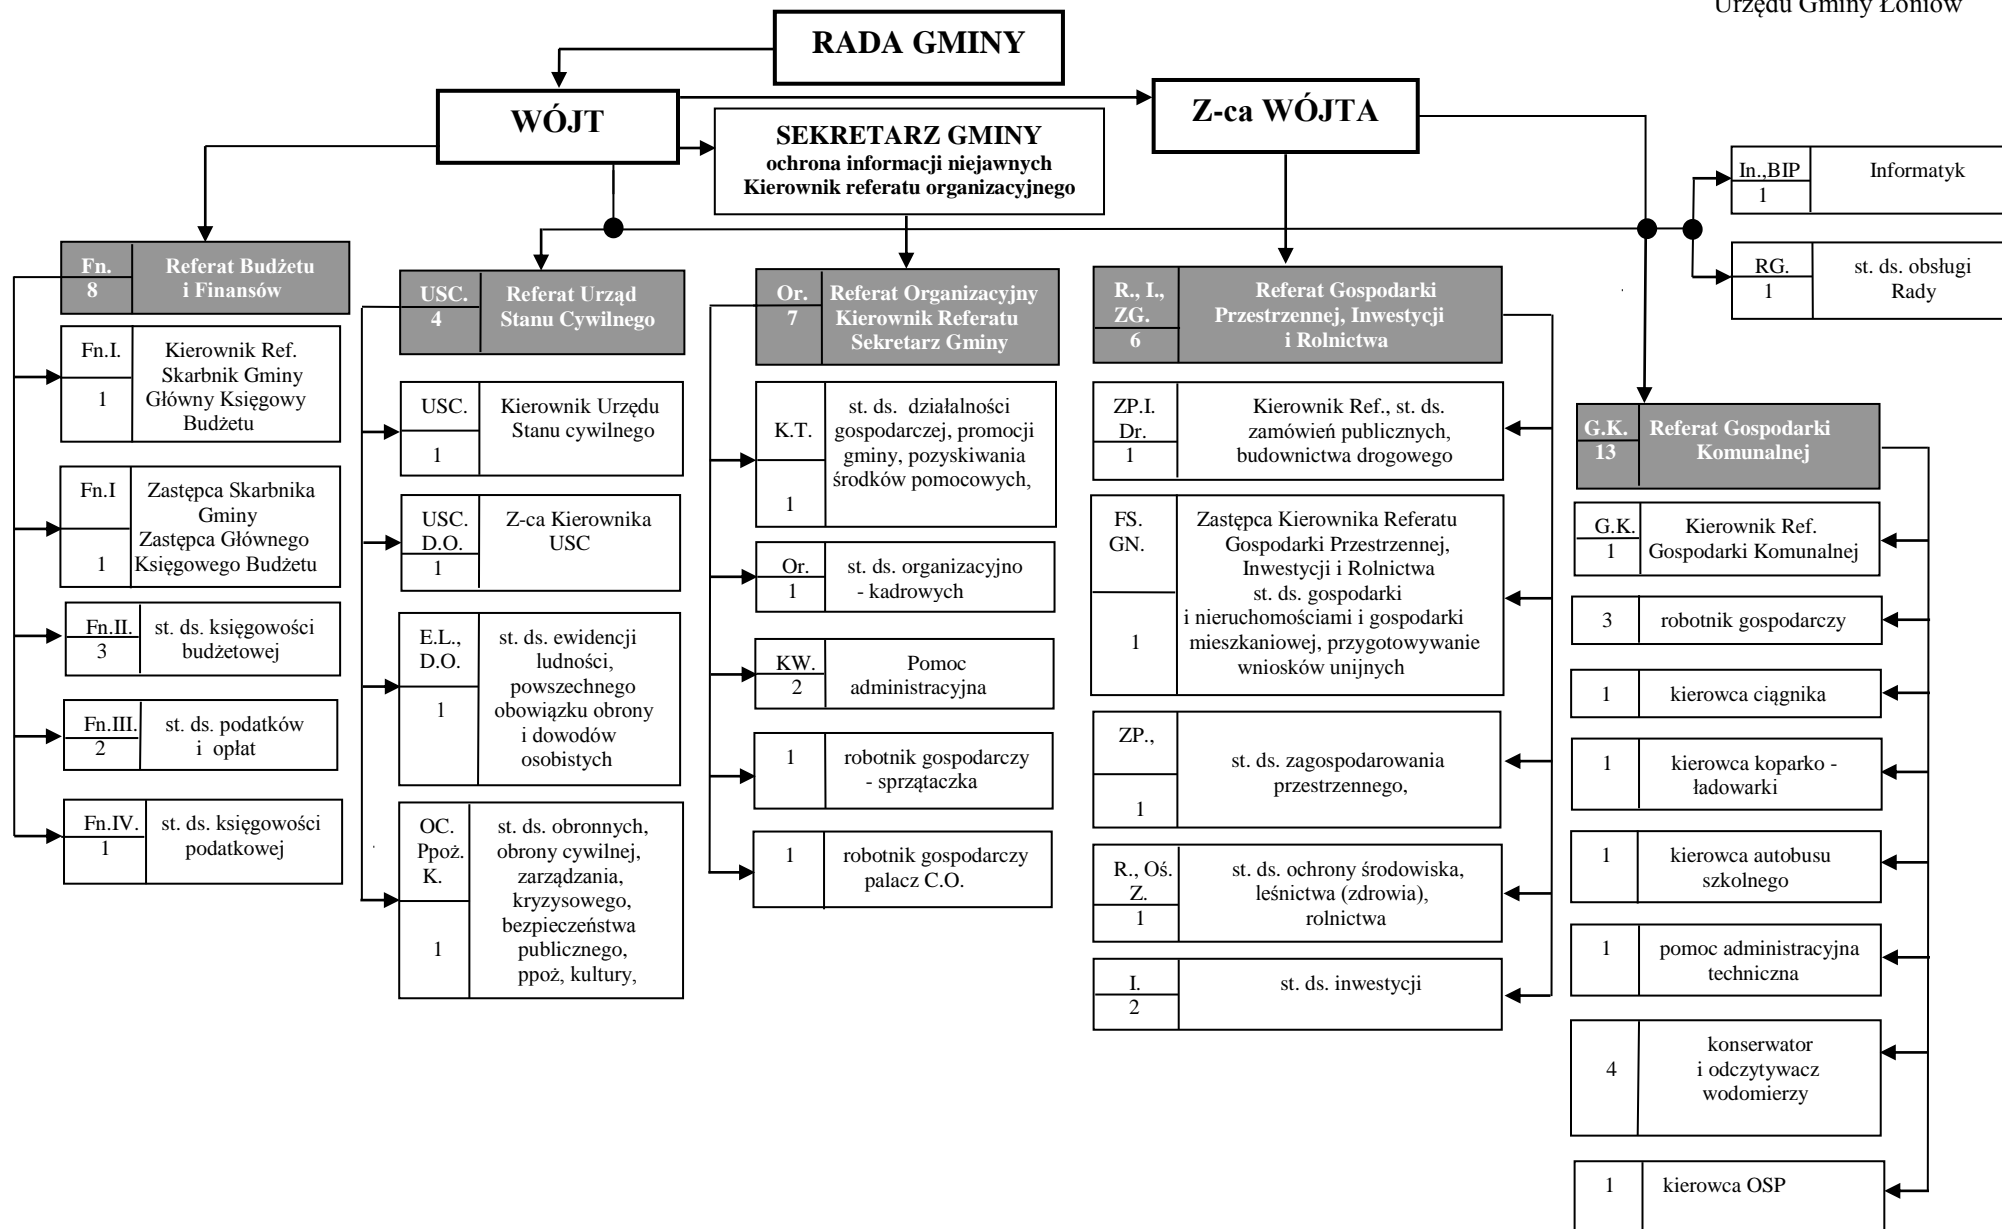 Urzędu Gminy Łoniów
RADA GMINY
WÓJT
Z-ca WÓJTA
SEKRETARZ GMINY
ochrona informacji niejawnych
Kierownik referatu organizacyjnego
In.,BIP
1
Informatyk
RG.
1
st. ds. obsługi
Rady
Fn.
8
Referat Budżetu
i Finansów
Fn.I.
1
Kierownik Ref.
Skarbnik Gminy
Główny Księgowy
Budżetu
Fn.I
1
Zastępca Skarbnika
Gminy
Zastępca Głównego
Księgowego Budżetu
Fn.II.
3
st. ds. księgowości
budżetowej
Fn.III.
2
st. ds. podatków
i opłat
Fn.IV.
1
st. ds. księgowości
podatkowej
USC.
4
Referat Urząd
Stanu Cywilnego
USC.
1
Kierownik Urzędu
Stanu cywilnego
USC.
D.O.
1
Z-ca Kierownika
USC
E.L.,
D.O.
1
st. ds. ewidencji
ludności,
powszechnego
obowiązku obrony
i dowodów
osobistych
OC.
Ppoż.
K.
1
st. ds. obronnych,
obrony cywilnej,
zarządzania,
kryzysowego,
bezpieczeństwa
publicznego,
ppoż, kultury,
Or.
7
Referat Organizacyjny
Kierownik Referatu
Sekretarz Gminy
K.T.
1
st. ds. działalności
gospodarczej, promocji
gminy, pozyskiwania
środków pomocowych,
Or.
1
st. ds. organizacyjno
- kadrowych
KW.
2
Pomoc
administracyjna
1
robotnik gospodarczy
- sprzątaczka
1
robotnik gospodarczy
palacz C.O.
R., I.,
ZG.
6
Referat Gospodarki
Przestrzennej, Inwestycji
i Rolnictwa
ZP.I.
Dr.
1
Kierownik Ref., st. ds.
zamówień publicznych,
budownictwa drogowego
FS.
GN.
1
Zastępca Kierownika Referatu
Gospodarki Przestrzennej,
Inwestycji i Rolnictwa
st. ds. gospodarki
i nieruchomościami i gospodarki
mieszkaniowej, przygotowywanie
wniosków unijnych
ZP.,
1
st. ds. zagospodarowania
przestrzennego,
R., Oś.
Z.
1
st. ds. ochrony środowiska,
leśnictwa (zdrowia),
rolnictwa
I.
2
st. ds. inwestycji
G.K.
13
Referat Gospodarki
Komunalnej
G.K.
1
Kierownik Ref.
Gospodarki Komunalnej
3
robotnik gospodarczy
1
kierowca ciągnika
1
kierowca koparko -
ładowarki
1
kierowca autobusu
szkolnego
1
pomoc administracyjna
techniczna
4
konserwator
i odczytywacz
wodomierzy
1
kierowca OSP